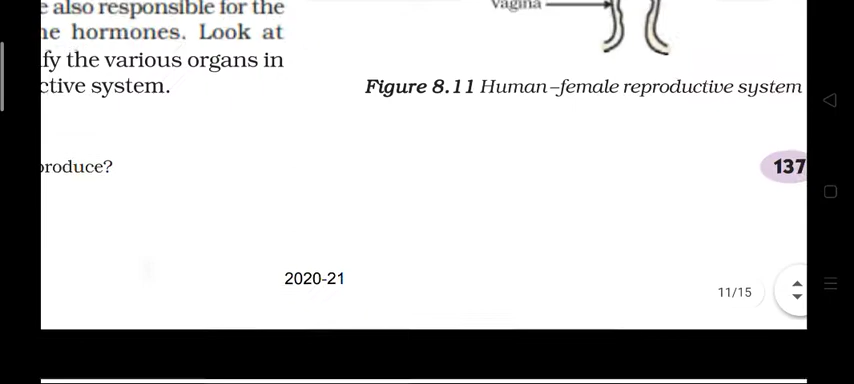 e also responsible for the
ne hormones. Look at
fy the various organs in
ctive system.
Vagina
Figure 8.11 Human–female reproductive system
produce?
137
2020-21
11/15